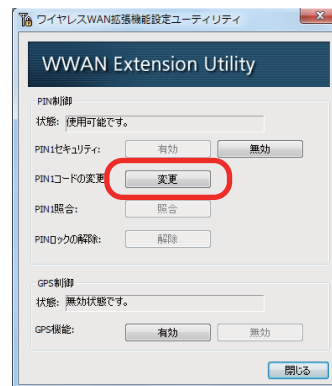 ワイヤレスWAN拡張機能設定ユーティリティ
WWAN Extension Utility
PIN制御
状態: 使用可能です。
PIN1セキュリティ: 有効 無効
PIN1コードの変更 変更
PIN1照合: 照合
PINロックの解除: 解除
GPS制御
状態: 無効状態です。
GPS機能: 有効 無効
閉じる